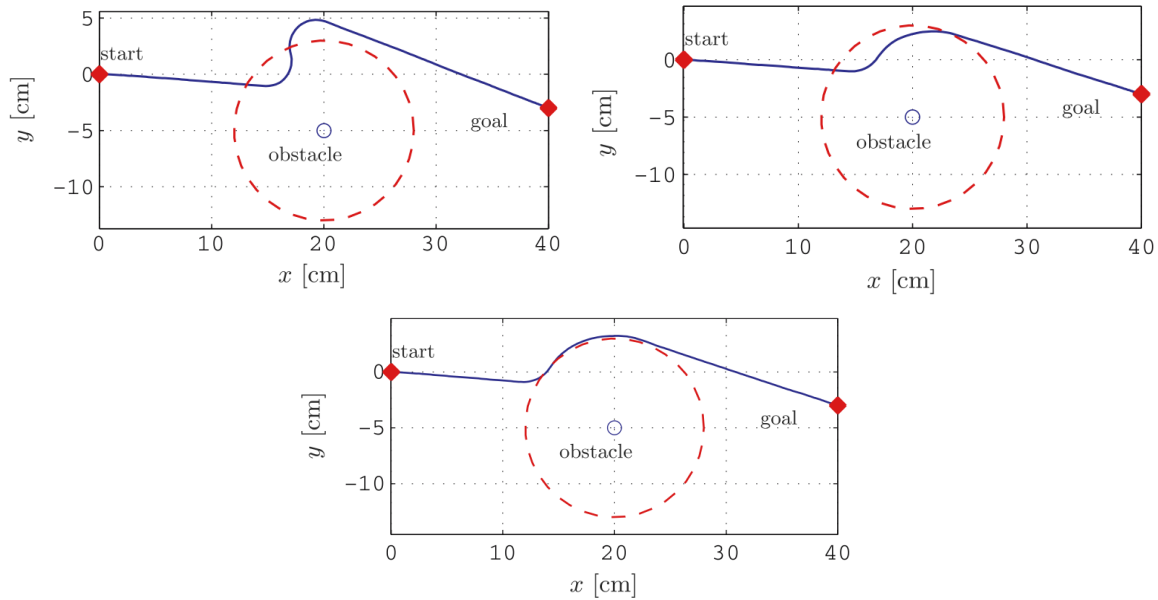 5
start
0
y [cm]
goal
−5
obstacle
−10
0 10 20 30 40
x [cm]
start
0
y [cm]
goal
−5
obstacle
−10
0 10 20 30 40
x [cm]
start
0
y [cm]
goal
−5
obstacle
−10
0 10 20 30 40
x [cm]